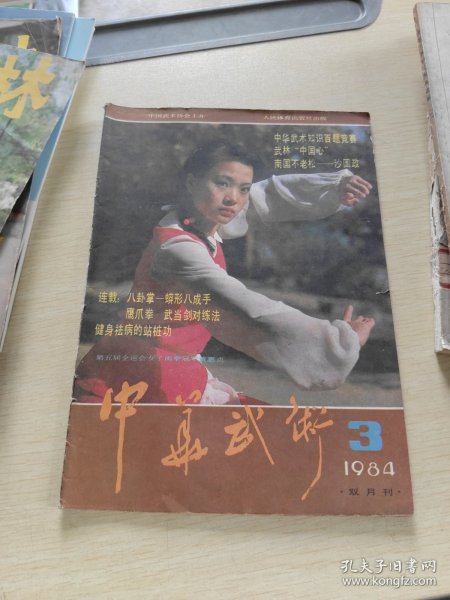 林
中国武术协会主办 人民体育出版社出版
中华武术知识百题竞赛
武林“中国心”
南国不老松——沙国政
连载：八卦掌—蟒形八成手
鹰爪拳 武当剑对练法
健身祛病的站桩功
中华武术
3
1984
·双月刊·
孔夫子旧书网
www.kongfz.com